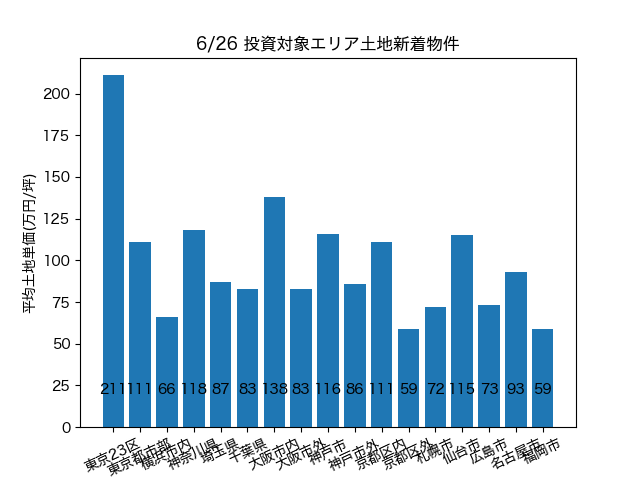 6/26 投資対象エリア土地新着物件
平均土地単価(万円/坪)
200
175
150
125
100
75
50
25
0
211 111 66 118 87 83 138 83 116 86 111 59 72 115 73 93 59
東京23区
東京都市部
横浜市内
神奈川県
埼玉県
千葉県
大阪市内
大阪市外
神戸市
神戸市外
京都区内
京都区外
札幌市
仙台市
広島市
名古屋市
福岡市